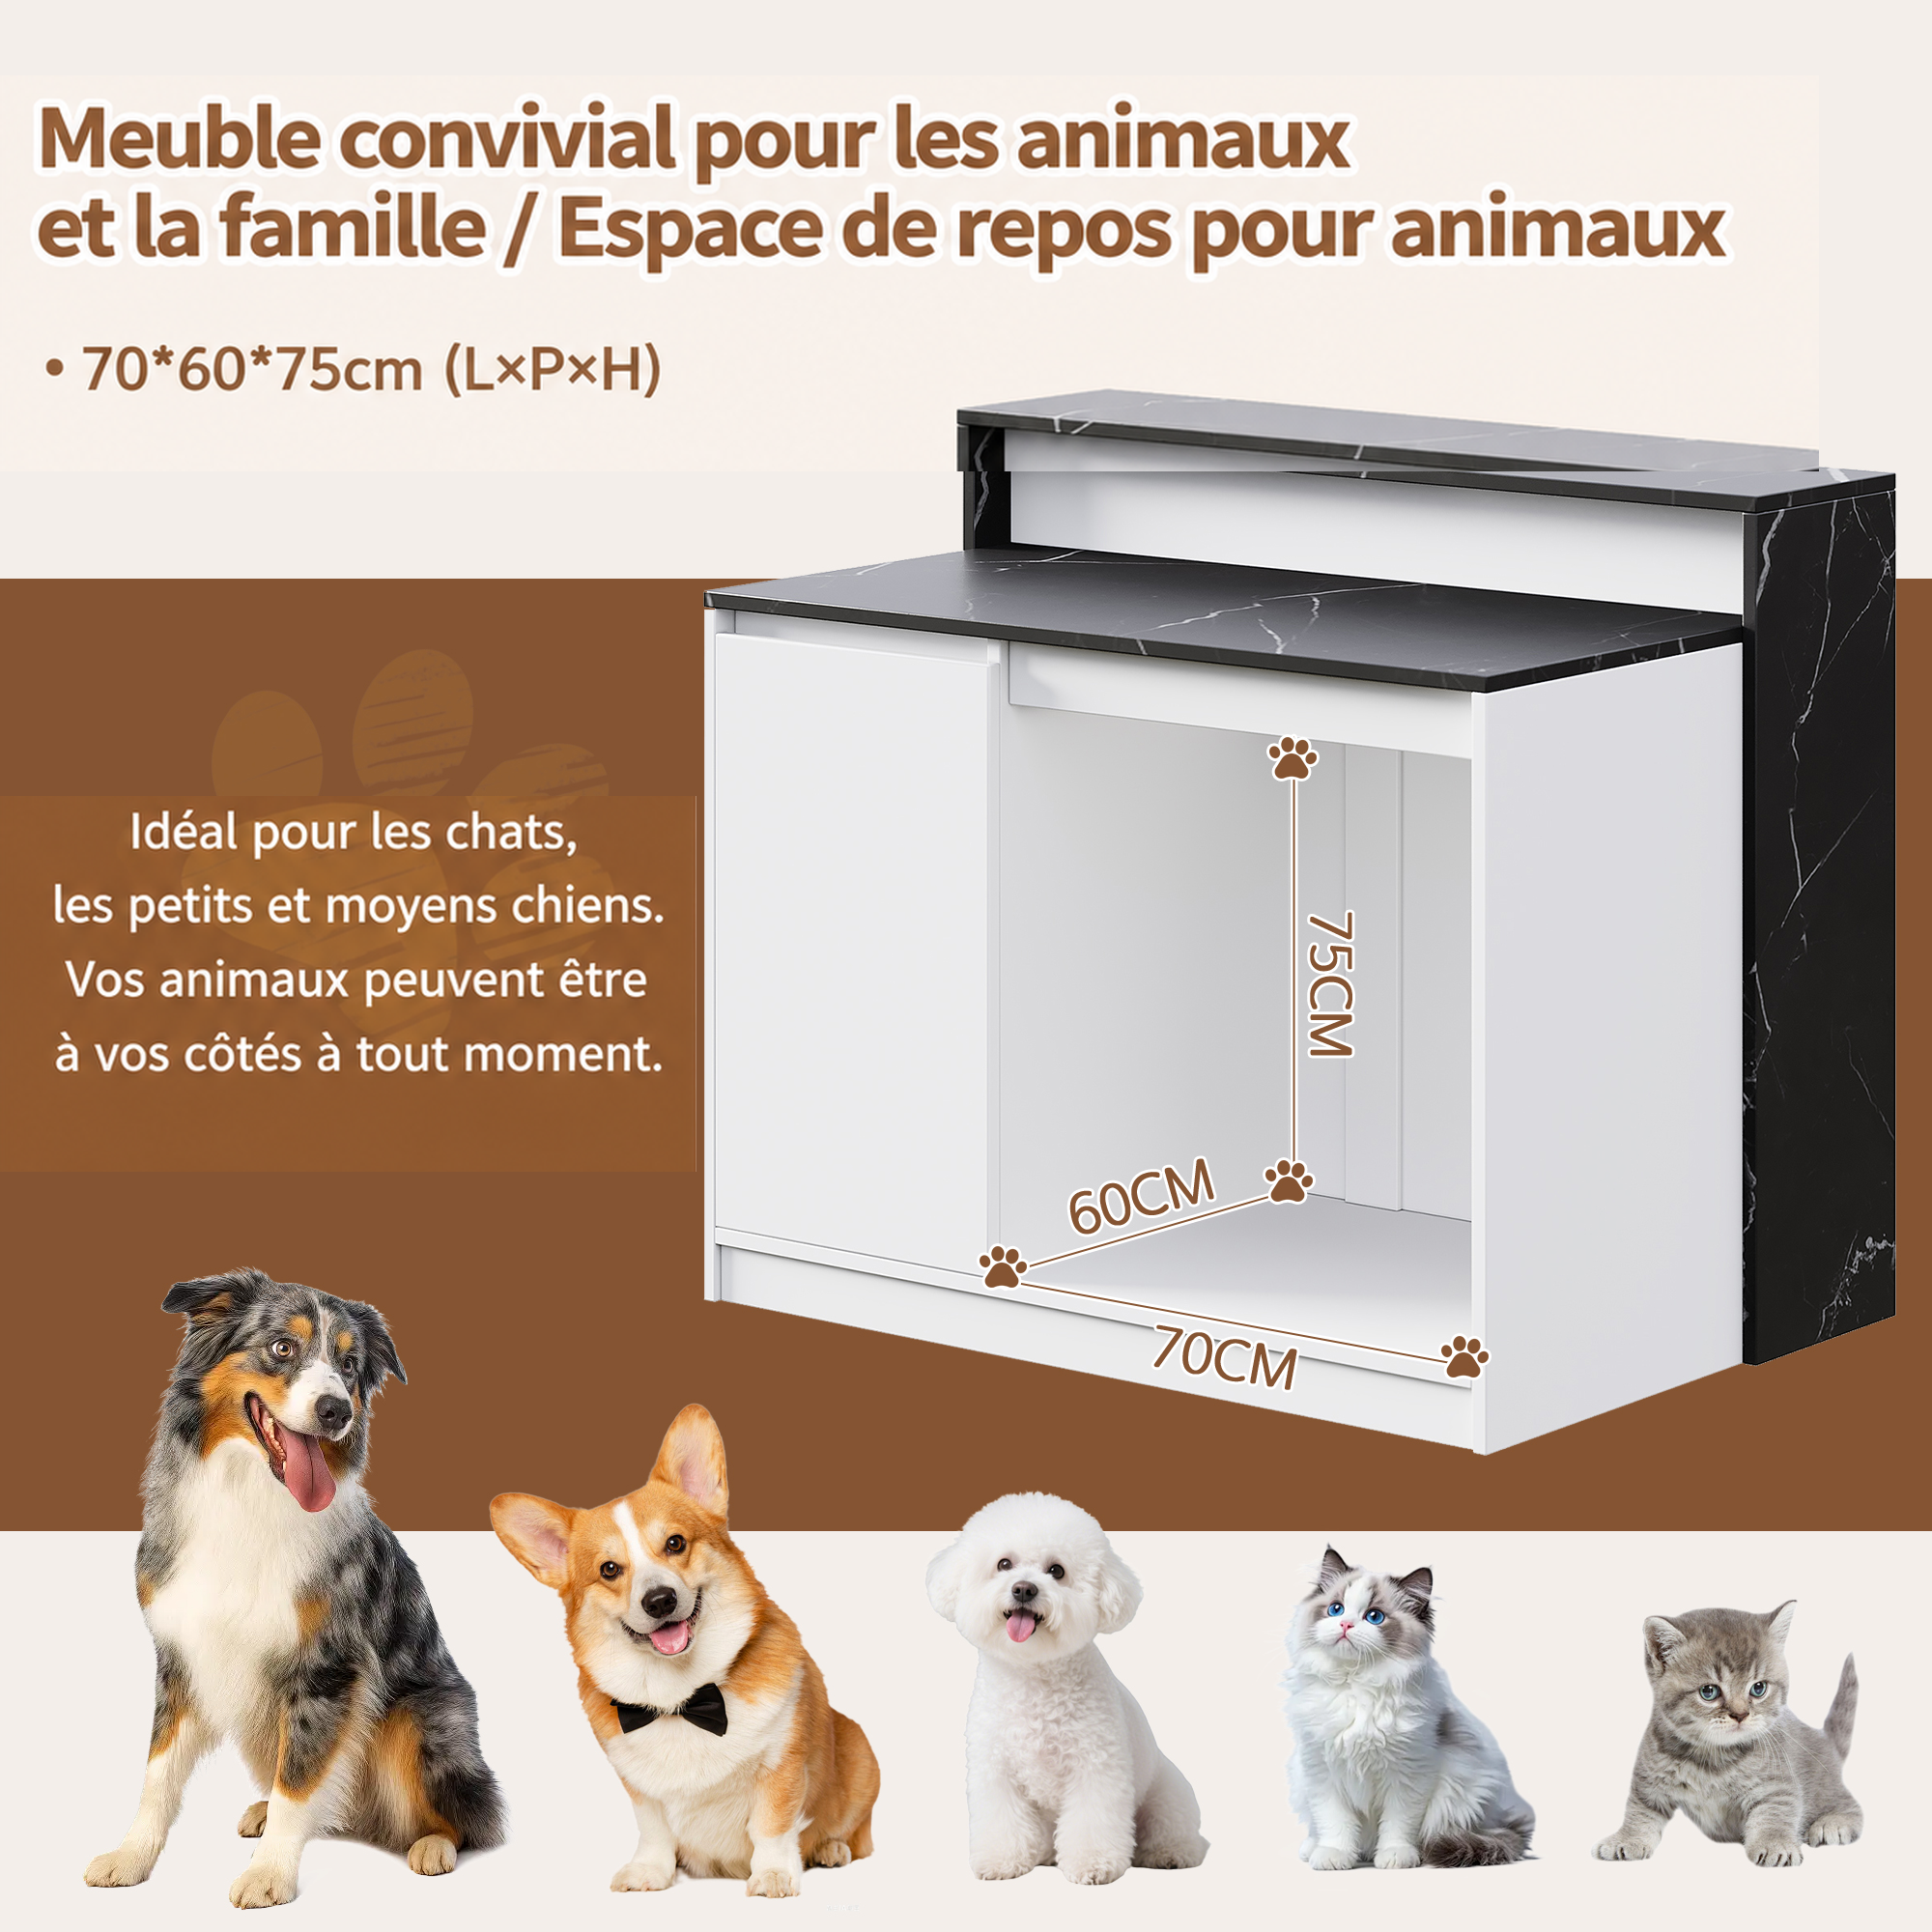 Meuble convivial pour les animaux
et la famille / Espace de repos pour animaux
• 70*60*75cm (L×P×H)
Idéal pour les chats,
les petits et moyens chiens.
Vos animaux peuvent être
à vos côtés à tout moment.
75CM
60CM
70CM